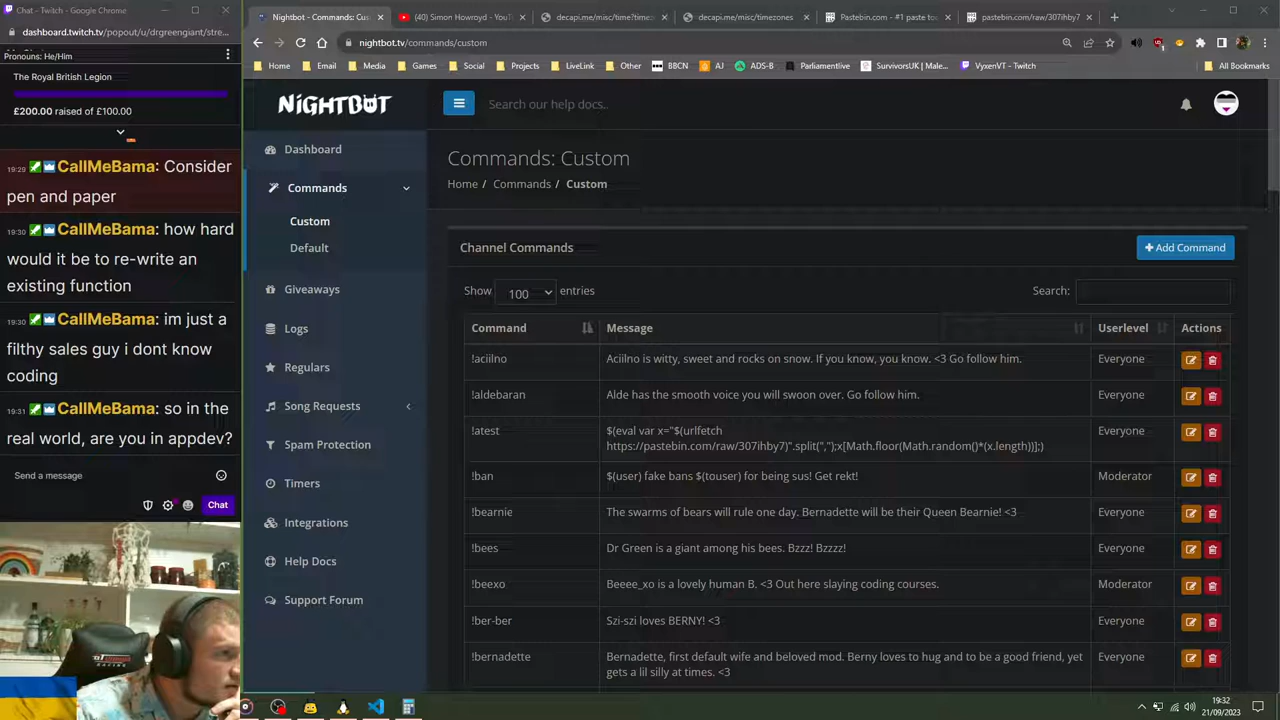 Chat - Twitch - Google Chrome
dashboard.twitch.tv/popout/u/drgreengiant/stre...
Pronouns: He/Him
The Royal British Legion
£200.00 raised of £100.00
19:29 CallMeBama: Consider
pen and paper
19:30 CallMeBama: how hard
would it be to re-write an
existing function
19:30 CallMeBama: im just a
filthy sales guy i dont know
coding
19:31 CallMeBama: so in the
real world, are you in appdev?
Send a message
Chat
Nightbot - Commands: Cust
(40) Simon Howroyd - YouT
decapi.me/misc/time?timez
decapi.me/misc/timezones
Pastebin.com - #1 paste too
pastebin.com/raw/307ihby7
nightbot.tv/commands/custom
Home
Email
Media
Games
Social
Projects
LiveLink
Other
BBCN
AJ
ADS-B
Parliamentlive
SurvivorsUK | Male...
VyxenVT - Twitch
All Bookmarks
NIGHTBOT
Search our help docs..
Dashboard
Commands
Custom
Default
Giveaways
Logs
Regulars
Song Requests
Spam Protection
Timers
Integrations
Help Docs
Support Forum
Commands: Custom
Home / Commands / Custom
Channel Commands
Add Command
Show 100 entries
Search:
Command Message Userlevel Actions
!aciilno Aciilno is witty, sweet and rocks on snow. If you know, you know. <3 Go follow him. Everyone
!aldebaran Alde has the smooth voice you will swoon over. Go follow him. Everyone
!atest $(eval var x="$(urlfetch Everyone
https://pastebin.com/raw/307ihby7)".split(",");x[Math.floor(Math.random()*(x.length))];)
!ban $(user) fake bans $(touser) for being sus! Get rekt! Moderator
!bearnie The swarms of bears will rule one day. Bernadette will be their Queen Bearnie! <3 Everyone
!bees Dr Green is a giant among his bees. Bzzz! Bzzzz! Everyone
!beexo Beeee_xo is a lovely human B. <3 Out here slaying coding courses. Moderator
!ber-ber Szi-szi loves BERNY! <3 Everyone
!bernadette Bernadette, first default wife and beloved mod. Berny loves to hug and to be a good friend, yet Everyone
gets a lil silly at times. <3
19:32
21/09/2023